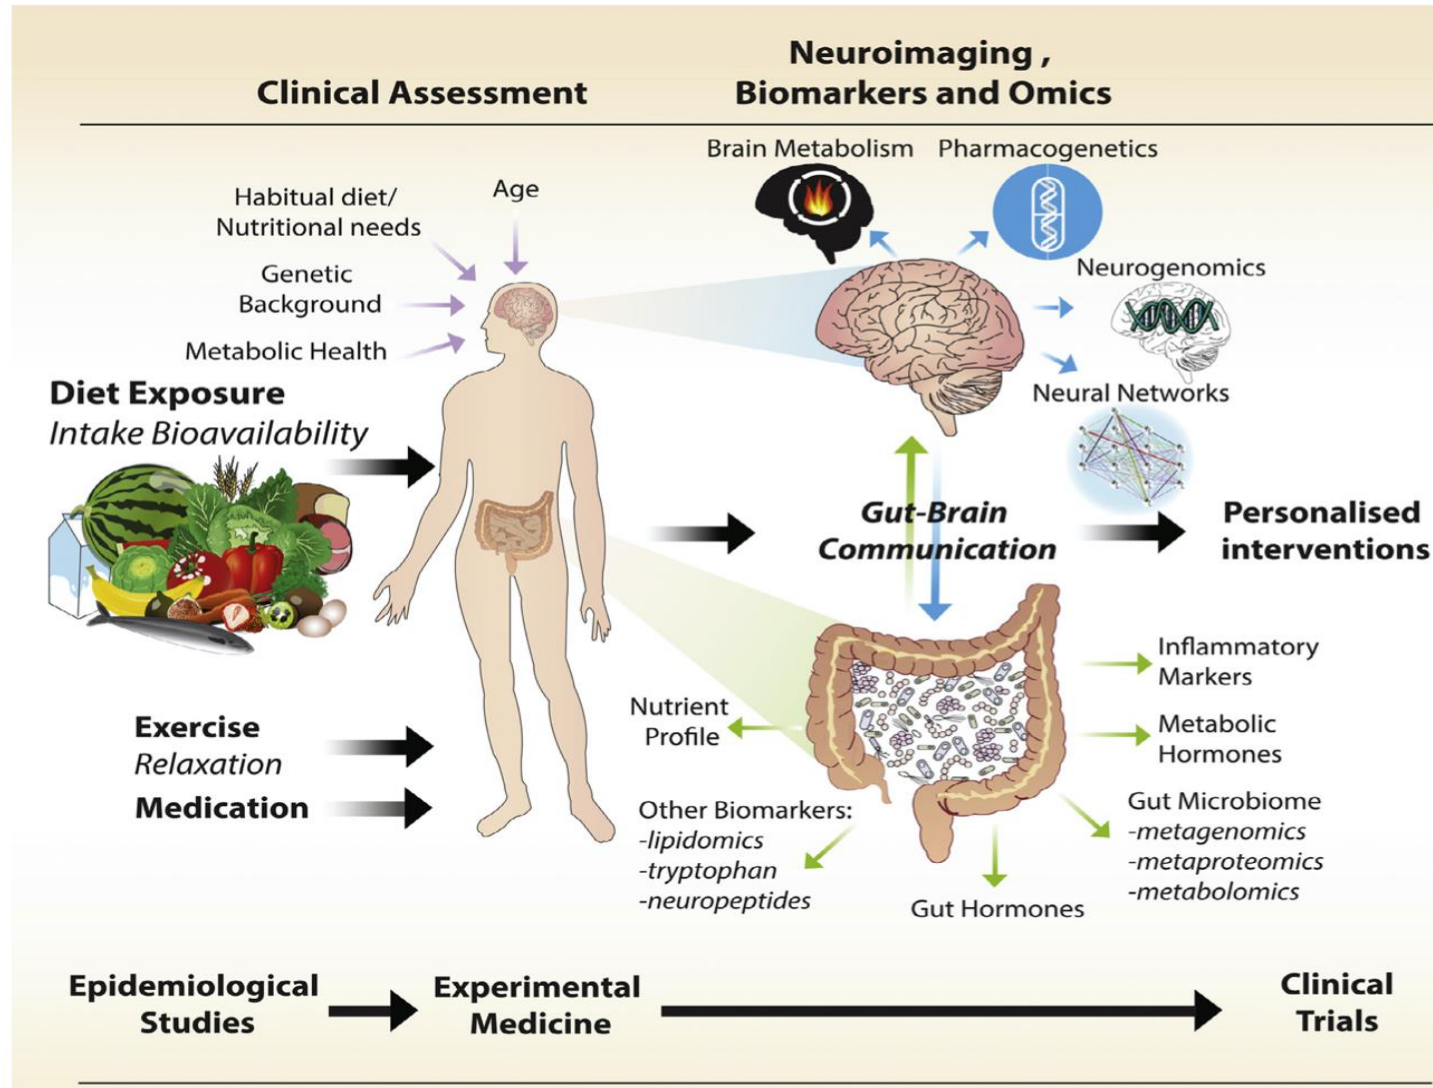 Clinical Assessment
Neuroimaging ,
Biomarkers and Omics
Brain Metabolism
Pharmacogenetics
Habitual diet/
Nutritional needs
Age
Genetic
Background
Metabolic Health
Neurogenomics
Neural Networks
Diet Exposure
Intake Bioavailability
Gut-Brain
Communication
Personalised
interventions
Exercise
Relaxation
Medication
Nutrient
Profile
Inflammatory
Markers
Metabolic
Hormones
Other Biomarkers:
-lipidomics
-tryptophan
-neuropeptides
Gut Hormones
Gut Microbiome
-metagenomics
-metaproteomics
-metabolomics
Epidemiological
Studies
Experimental
Medicine
Clinical
Trials